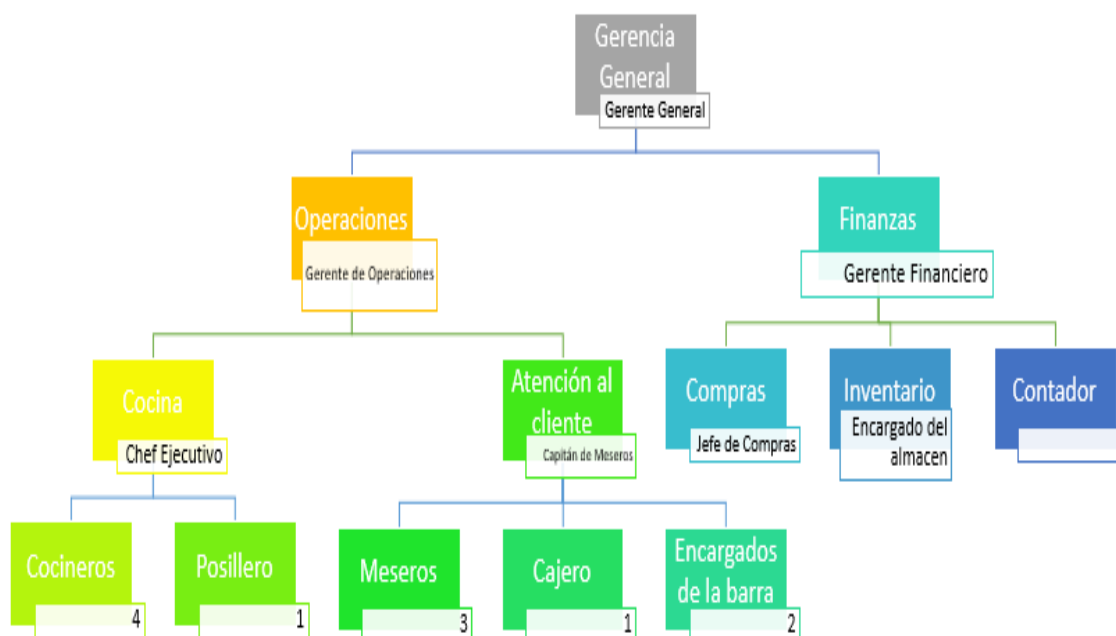 Gerencia
General
Gerente General
Operaciones
Gerente de Operaciones
Finanzas
Gerente Financiero
Cocina
Chef Ejecutivo
Atención al
cliente
Capitán de Meseros
Compras
Jefe de Compras
Inventario
Encargado del
almacen
Contador
Cocineros
4
Posillero
1
Meseros
3
Cajero
1
Encargados
de la barra
2